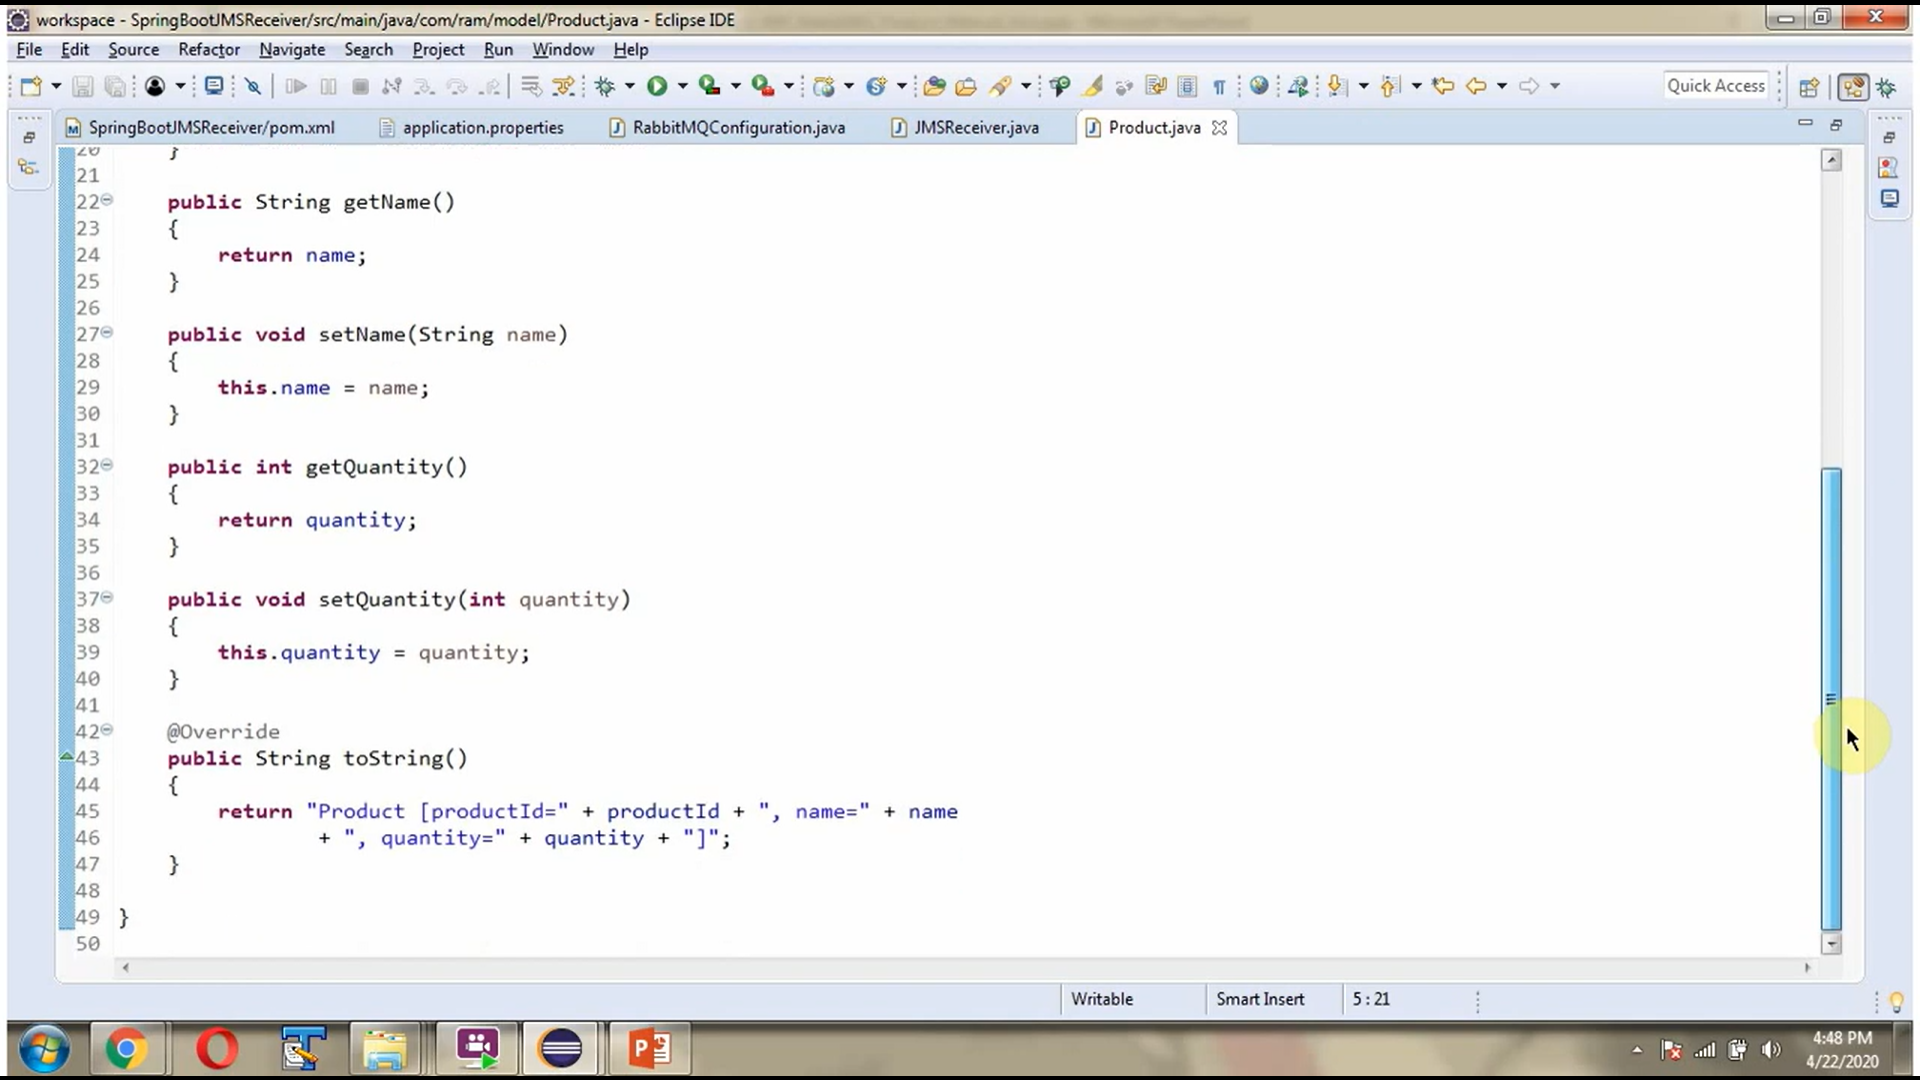 workspace - SpringBootJMSReceiver/src/main/java/com/ram/model/Product.java - Eclipse IDE
File Edit Source Refactor Navigate Search Project Run Window Help
Quick Access
SpringBootJMSReceiver/pom.xml application.properties RabbitMQConfiguration.java JMSReceiver.java Product.java
20 }
21
22 public String getName()
23 {
24 return name;
25 }
26
27 public void setName(String name)
28 {
29 this.name = name;
30 }
31
32 public int getQuantity()
33 {
34 return quantity;
35 }
36
37 public void setQuantity(int quantity)
38 {
39 this.quantity = quantity;
40 }
41
42 @Override
43 public String toString()
44 {
45 return "Product [productId=" + productId + ", name=" + name
46 + ", quantity=" + quantity + "]";
47 }
48
49 }
50
Writable Smart Insert 5 : 21
4:48 PM
4/22/2020